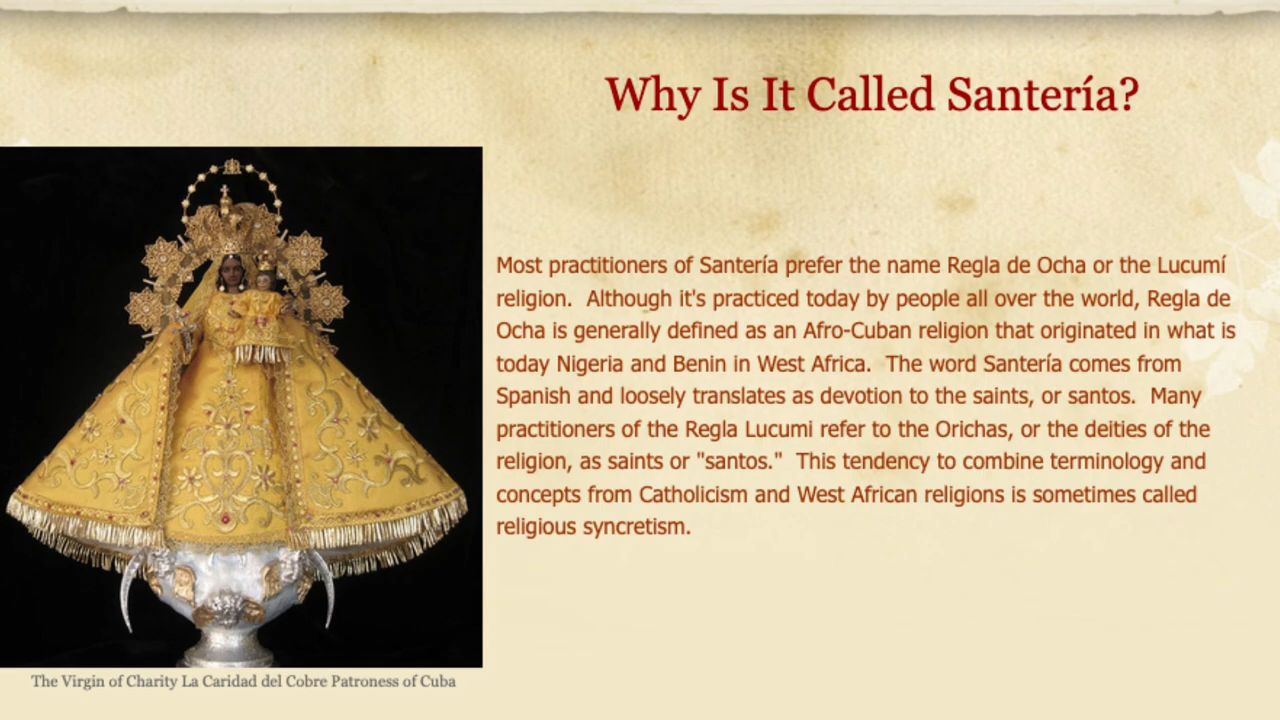 Why Is It Called Santería?
Most practitioners of Santería prefer the name Regla de Ocha or the Lucumí
religion.  Although it's practiced today by people all over the world, Regla de
Ocha is generally defined as an Afro-Cuban religion that originated in what is
today Nigeria and Benin in West Africa.  The word Santería comes from
Spanish and loosely translates as devotion to the saints, or santos.  Many
practitioners of the Regla Lucumi refer to the Orichas, or the deities of the
religion, as saints or "santos."  This tendency to combine terminology and
concepts from Catholicism and West African religions is sometimes called
religious syncretism.
The Virgin of Charity La Caridad del Cobre Patroness of Cuba